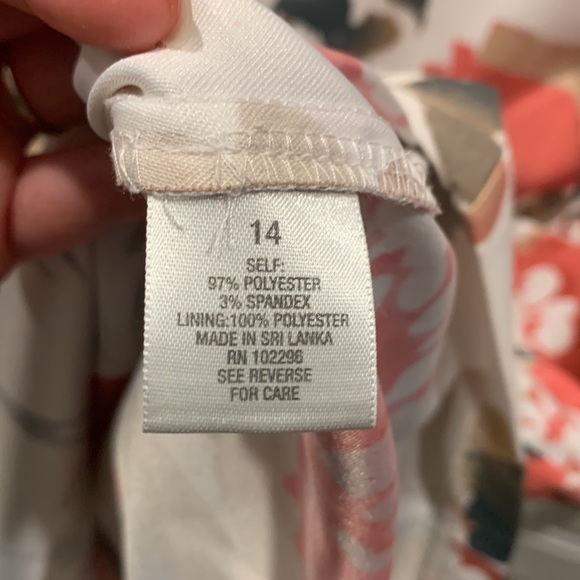 14
SELF:
97% POLYESTER
3% SPANDEX
LINING:100% POLYESTER
MADE IN SRI LANKA
RN 102296
SEE REVERSE
FOR CARE